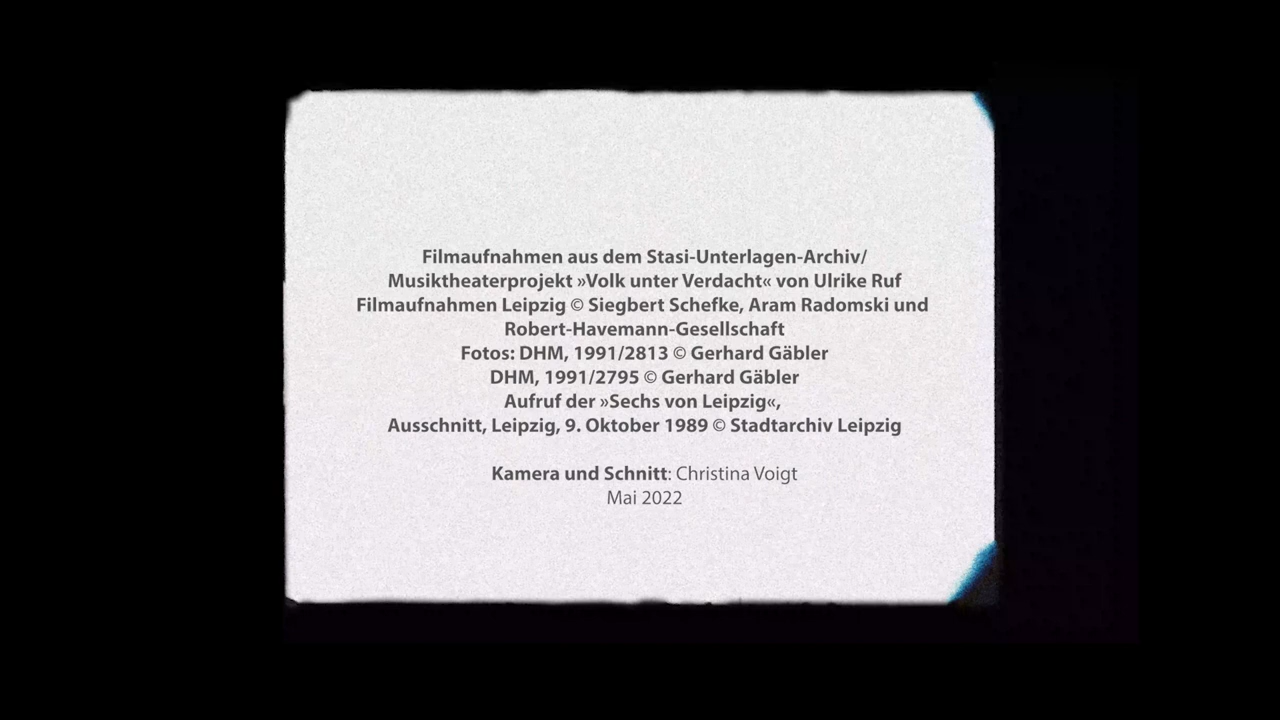 Filmaufnahmen aus dem Stasi-Unterlagen-Archiv/
Musiktheaterprojekt »Volk unter Verdacht« von Ulrike Ruf
Filmaufnahmen Leipzig © Siegbert Schefke, Aram Radomski und
Robert-Havemann-Gesellschaft
Fotos: DHM, 1991/2813 © Gerhard Gäbler
DHM, 1991/2795 © Gerhard Gäbler
Aufruf der »Sechs von Leipzig«,
Ausschnitt, Leipzig, 9. Oktober 1989 © Stadtarchiv Leipzig
Kamera und Schnitt: Christina Voigt
Mai 2022